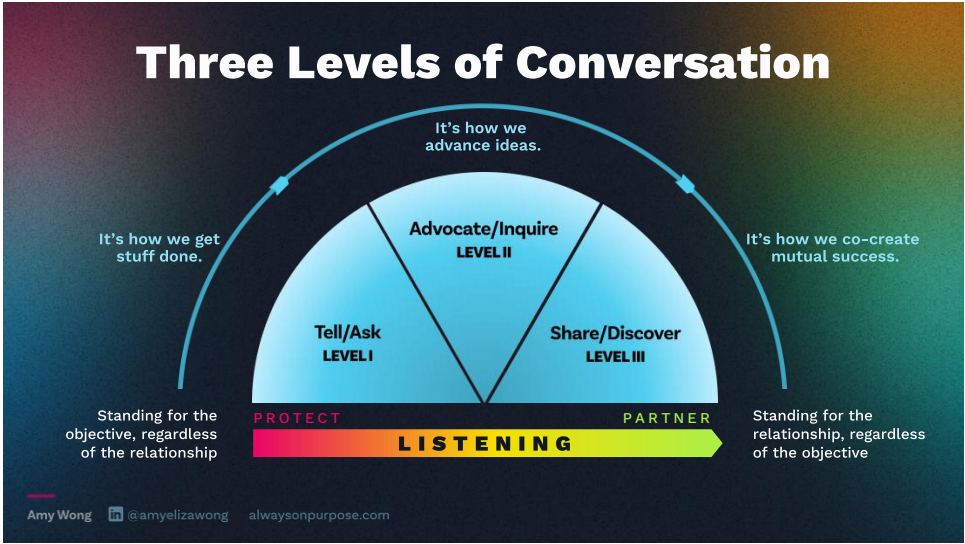 Three Levels of Conversation
It's how we
advance ideas.
It's how we get
stuff done.
It's how we co-create
mutual success.
Advocate/Inquire
LEVEL II
Tell/Ask
LEVEL I
Share/Discover
LEVEL III
Standing for the
objective, regardless
of the relationship
PROTECT
PARTNER
LISTENING
Standing for the
relationship, regardless
of the objective
Amy Wong in @amyelizawong alwaysonpurpose.com